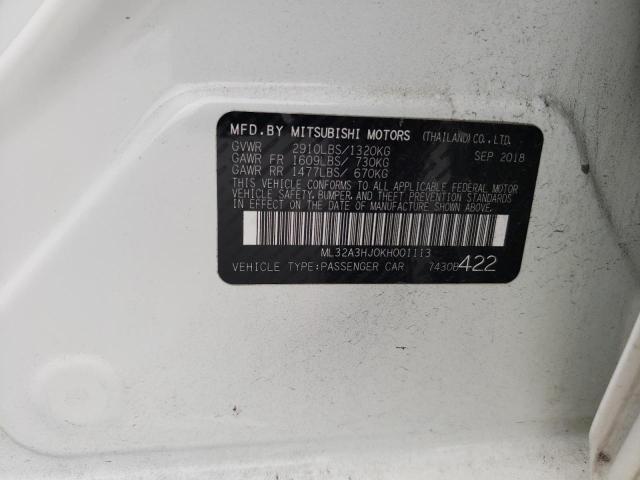 MFD.BY MITSUBISHI MOTORS (THAILAND) CO., LTD.
GVWR 2910LBS/1320KG SEP 2018
GAWR FR 1609LBS/ 730KG
GAWR RR 1477LBS/ 670KG
THIS VEHICLE CONFORMS TO ALL APPLICABLE FEDERAL MOTOR
VEHICLE SAFETY, BUMPER, AND THEFT PREVENTION STANDARDS
IN EFFECT ON THE DATE OF MANUFACTURE SHOWN ABOVE.
ML32A3HJ0KH001113
VEHICLE TYPE:PASSENGER CAR 7430B 422